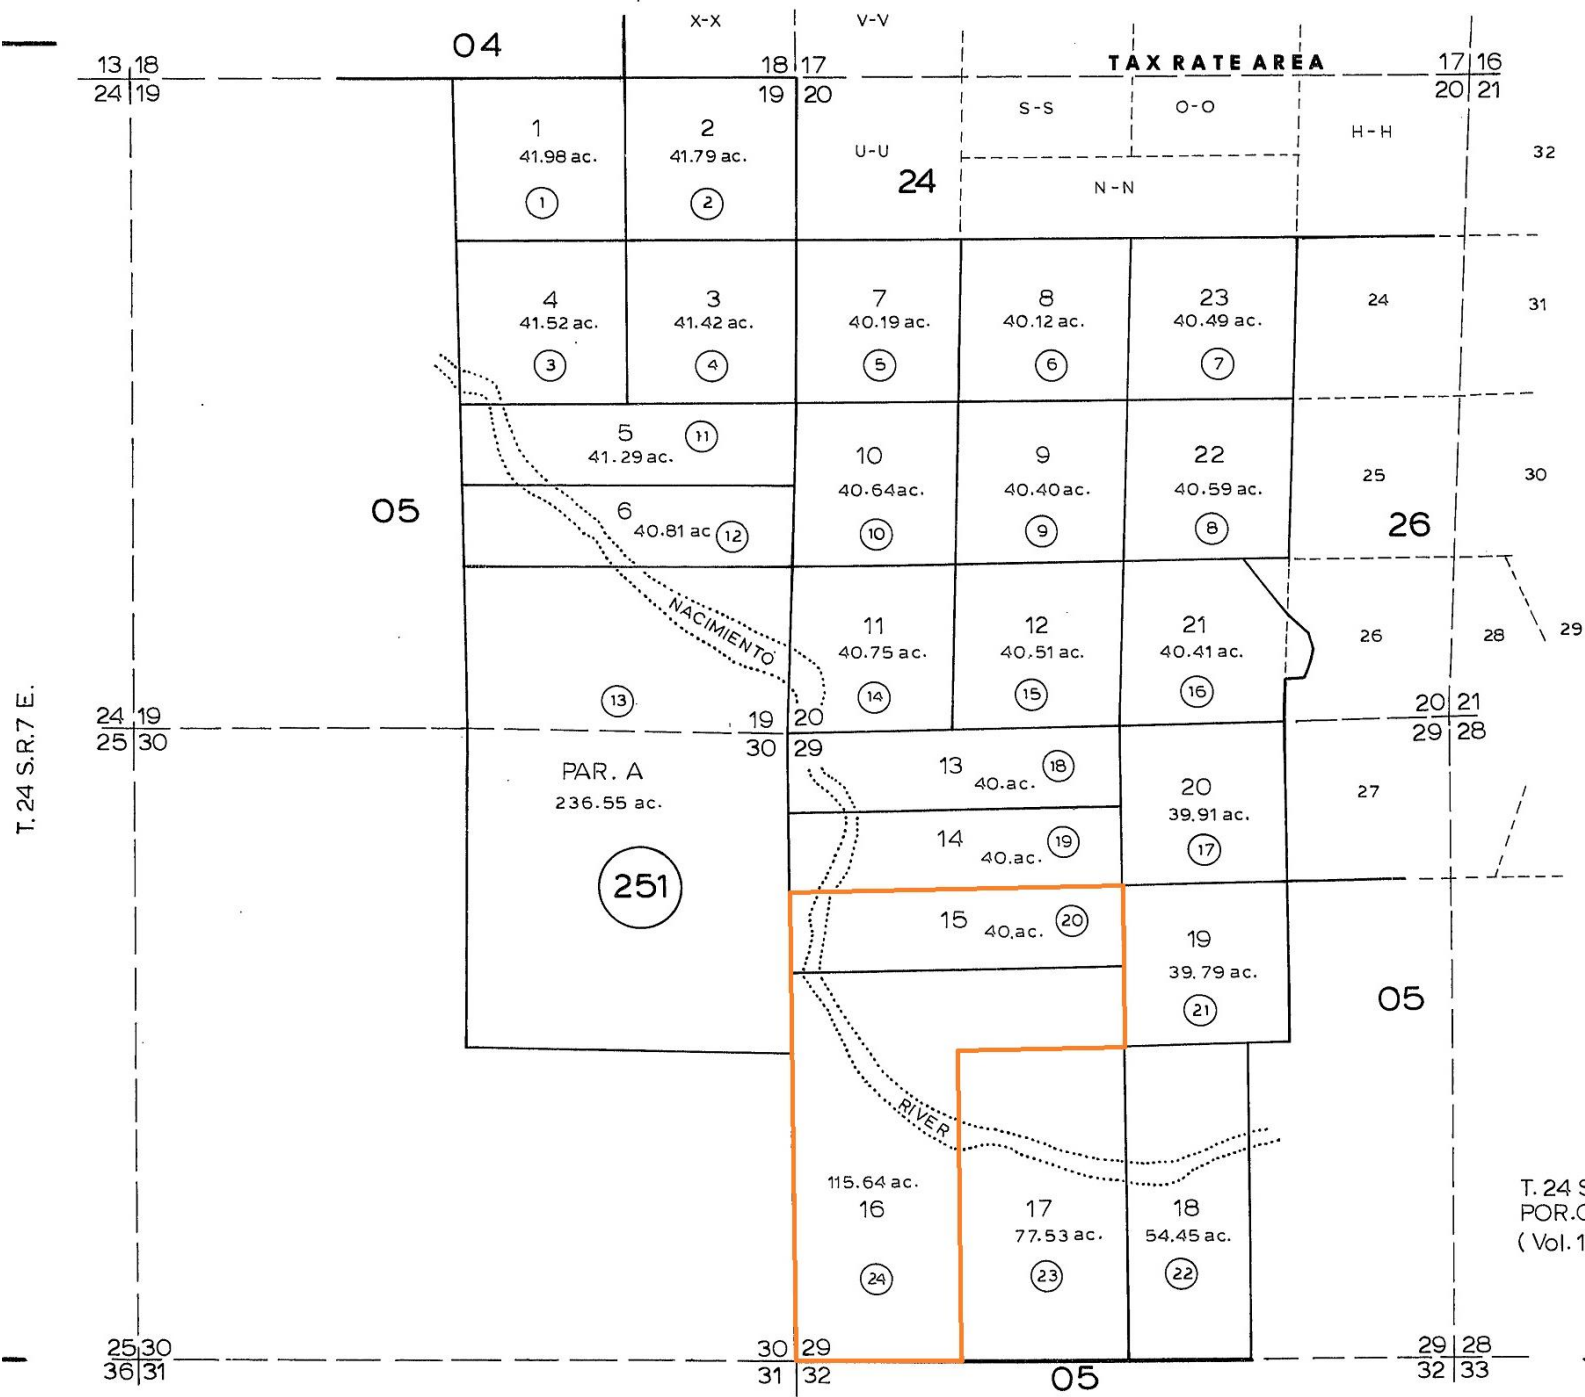 X-X
V-V
04
TAX RATE AREA
13 18
18 17
17 16
24 19
19 20
20 21
S-S
O-O
H-H
U-U
32
24
N-N
1
41.98 ac.
1
2
41.79 ac.
2
4
41.52 ac.
3
3
41.42 ac.
4
7
40.19 ac.
5
8
40.12 ac.
6
23
40.49 ac.
7
24
31
5
41.29 ac.
11
6
40.81 ac
12
05
10
40.64 ac.
10
9
40.40 ac.
9
22
40.59 ac.
8
25
30
26
NACIMIENTO
11
40.75 ac.
14
12
40.51 ac.
15
21
40.41 ac.
16
26
28
29
13
T. 24 S.R. 7 E.
24 19
19 20
20 21
25 30
30 29
29 28
PAR. A
236.55 ac.
251
13
40.ac.
18
14
40.ac.
19
20
39.91 ac.
17
27
15
40.ac.
20
19
39.79 ac.
21
05
RIVER
115.64 ac.
16
24
17
77.53 ac.
23
18
54.45 ac.
22
T. 24 S
POR.
( Vol. 1
25 30
30 29
29 28
36 31
31 32
32 33
05